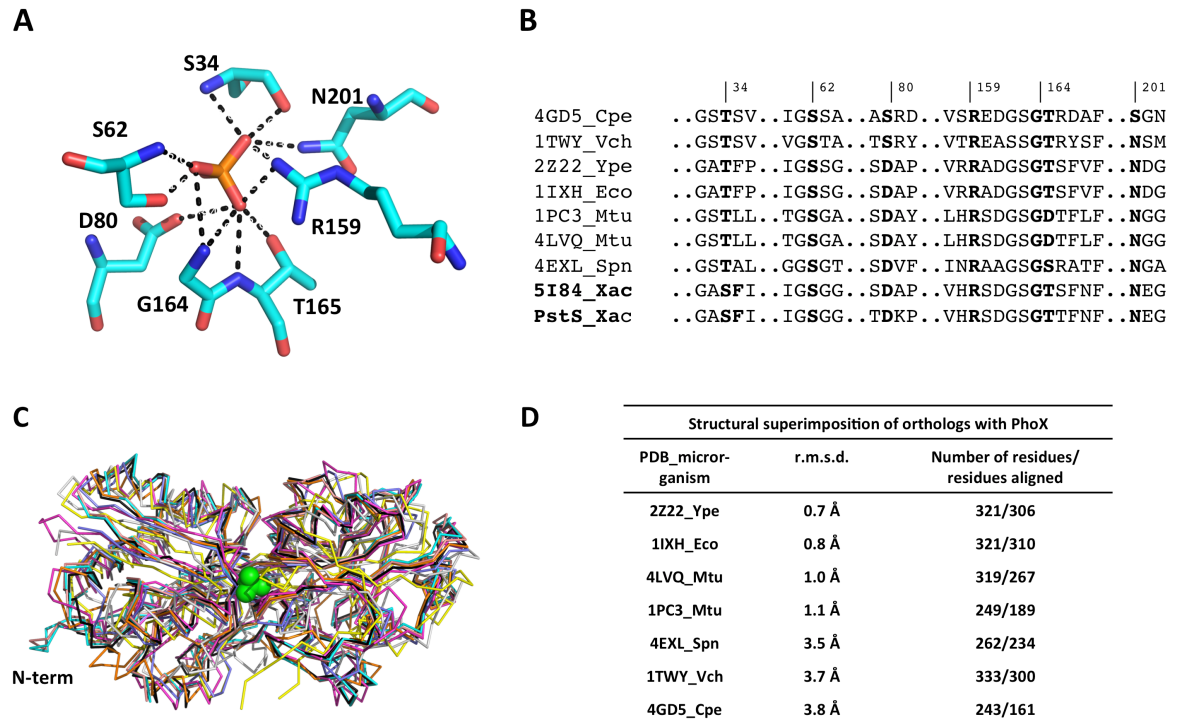 A
S34
N201
S62
D80
R159
G164
T165
B
34 62 80 159 164 201
4GD5_Cpe ..GSTSV..IGSSA..ASRD..VSREDGSGTRDAF..SGN
1TWY_Vch ..GSTSV..VGSTA..TSRY..VTREASSGTRYSF..NSM
2Z22_Ype ..GATFP..IGSSG..SDAP..VRRADGSGTSFVF..NDG
1IXH_Eco ..GATFP..IGSSG..SDAP..VRRADGSGTSFVF..NDG
1PC3_Mtu ..GSTLL..TGSGA..SDAY..LHRSDGSGDTFLF..NGG
4LVQ_Mtu ..GSTLL..TGSGA..SDAY..LHRSDGSGDTFLF..NGG
4EXL_Spn ..GSTAL..GGSGT..SDVF..INRAAGSGSRATF..NGA
5I84_Xac ..GASFI..IGSGG..SDAP..VHRSDGSGTSFNF..NEG
PstS_Xac ..GASFI..IGSGG..TDKP..VHRSDGSGTTFNF..NEG
C
N-term
D
Structural superimposition of orthologs with PhoX
PDB_micror- r.m.s.d. Number of residues/
ganism residues aligned
2Z22_Ype 0.7 Å 321/306
1IXH_Eco 0.8 Å 321/310
4LVQ_Mtu 1.0 Å 319/267
1PC3_Mtu 1.1 Å 249/189
4EXL_Spn 3.5 Å 262/234
1TWY_Vch 3.7 Å 333/300
4GD5_Cpe 3.8 Å 243/161